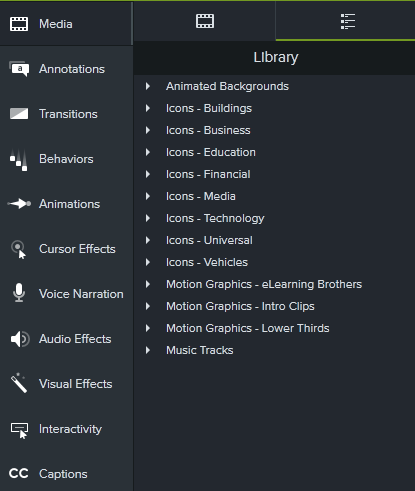 Media
a
Annotations
Transitions
Behaviors
Animations
Cursor Effects
Voice Narration
Audio Effects
Visual Effects
Interactivity
CC Captions
LIbrary
Animated Backgrounds
Icons - Buildings
Icons - Business
Icons - Education
Icons - Financial
Icons - Media
Icons - Technology
Icons - Universal
Icons - Vehicles
Motion Graphics - eLearning Brothers
Motion Graphics - Intro Clips
Motion Graphics - Lower Thirds
Music Tracks